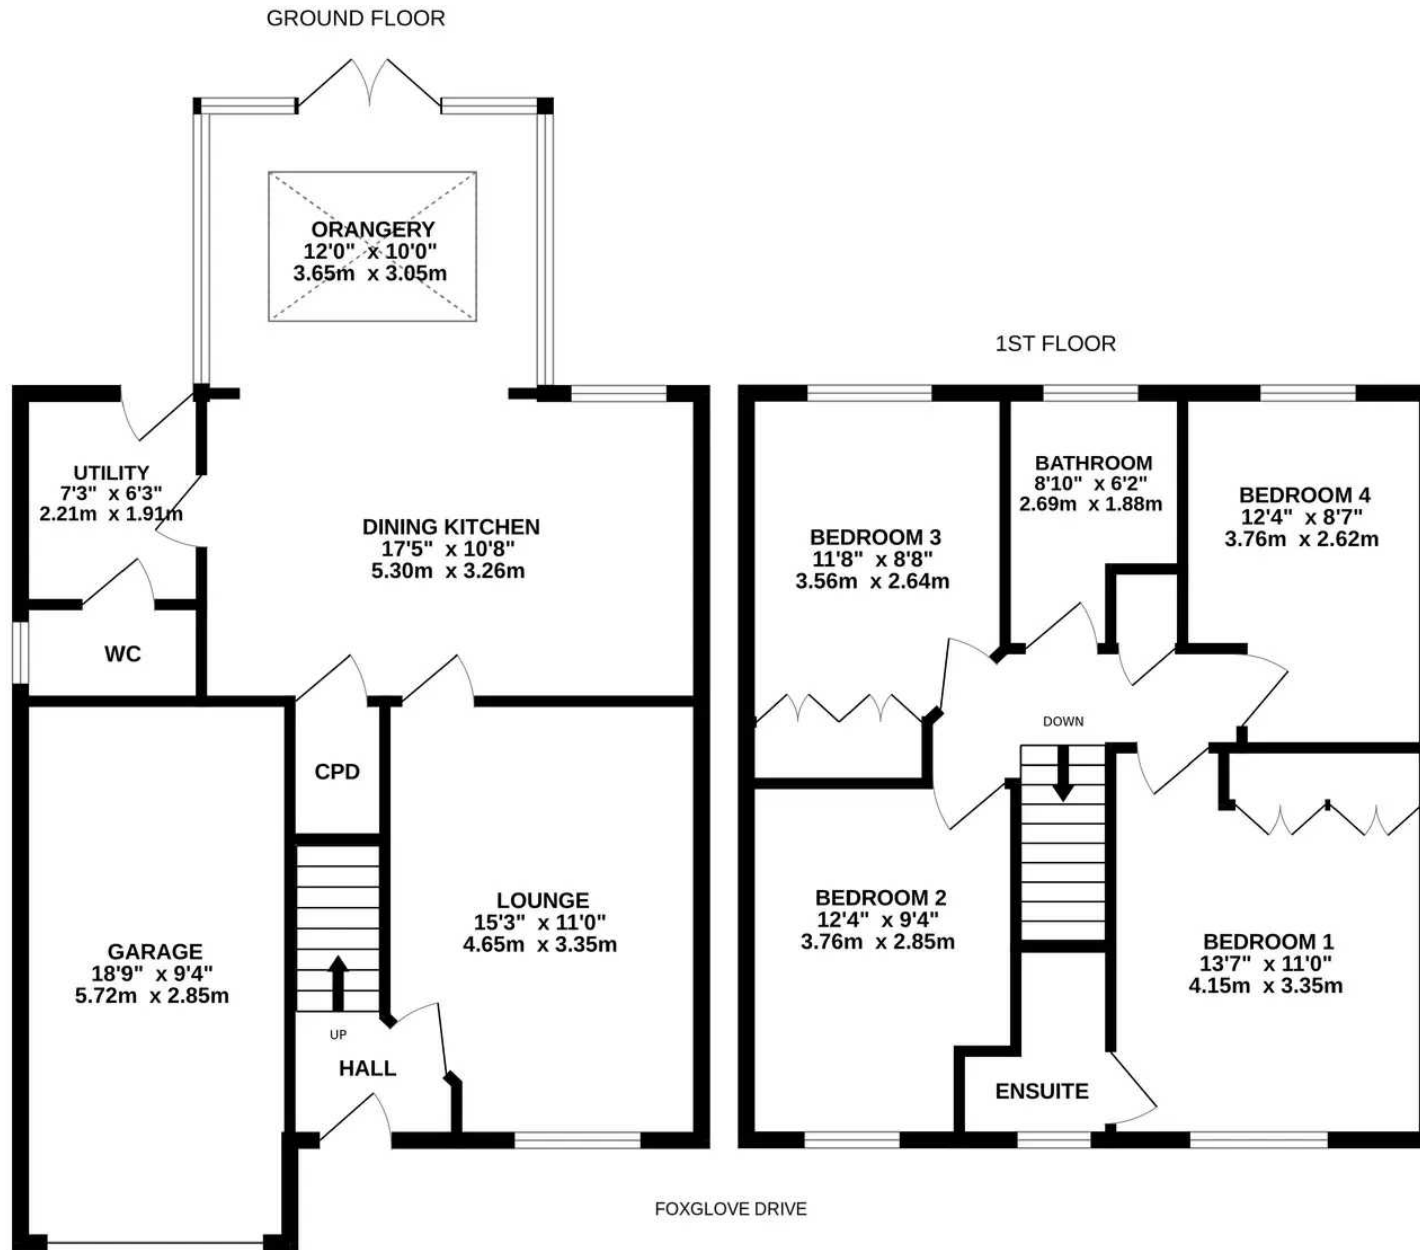 GROUND FLOOR
ORANGERY
12'0" x 10'0"
3.65m x 3.05m
UTILITY
7'3" x 6'3"
2.21m x 1.91m
DINING KITCHEN
17'5" x 10'8"
5.30m x 3.26m
WC
CPD
LOUNGE
15'3" x 11'0"
4.65m x 3.35m
GARAGE
18'9" x 9'4"
5.72m x 2.85m
UP
HALL
1ST FLOOR
BATHROOM
8'10" x 6'2"
2.69m x 1.88m
BEDROOM 4
12'4" x 8'7"
3.76m x 2.62m
BEDROOM 3
11'8" x 8'8"
3.56m x 2.64m
DOWN
BEDROOM 2
12'4" x 9'4"
3.76m x 2.85m
BEDROOM 1
13'7" x 11'0"
4.15m x 3.35m
ENSUITE
FOXGLOVE DRIVE